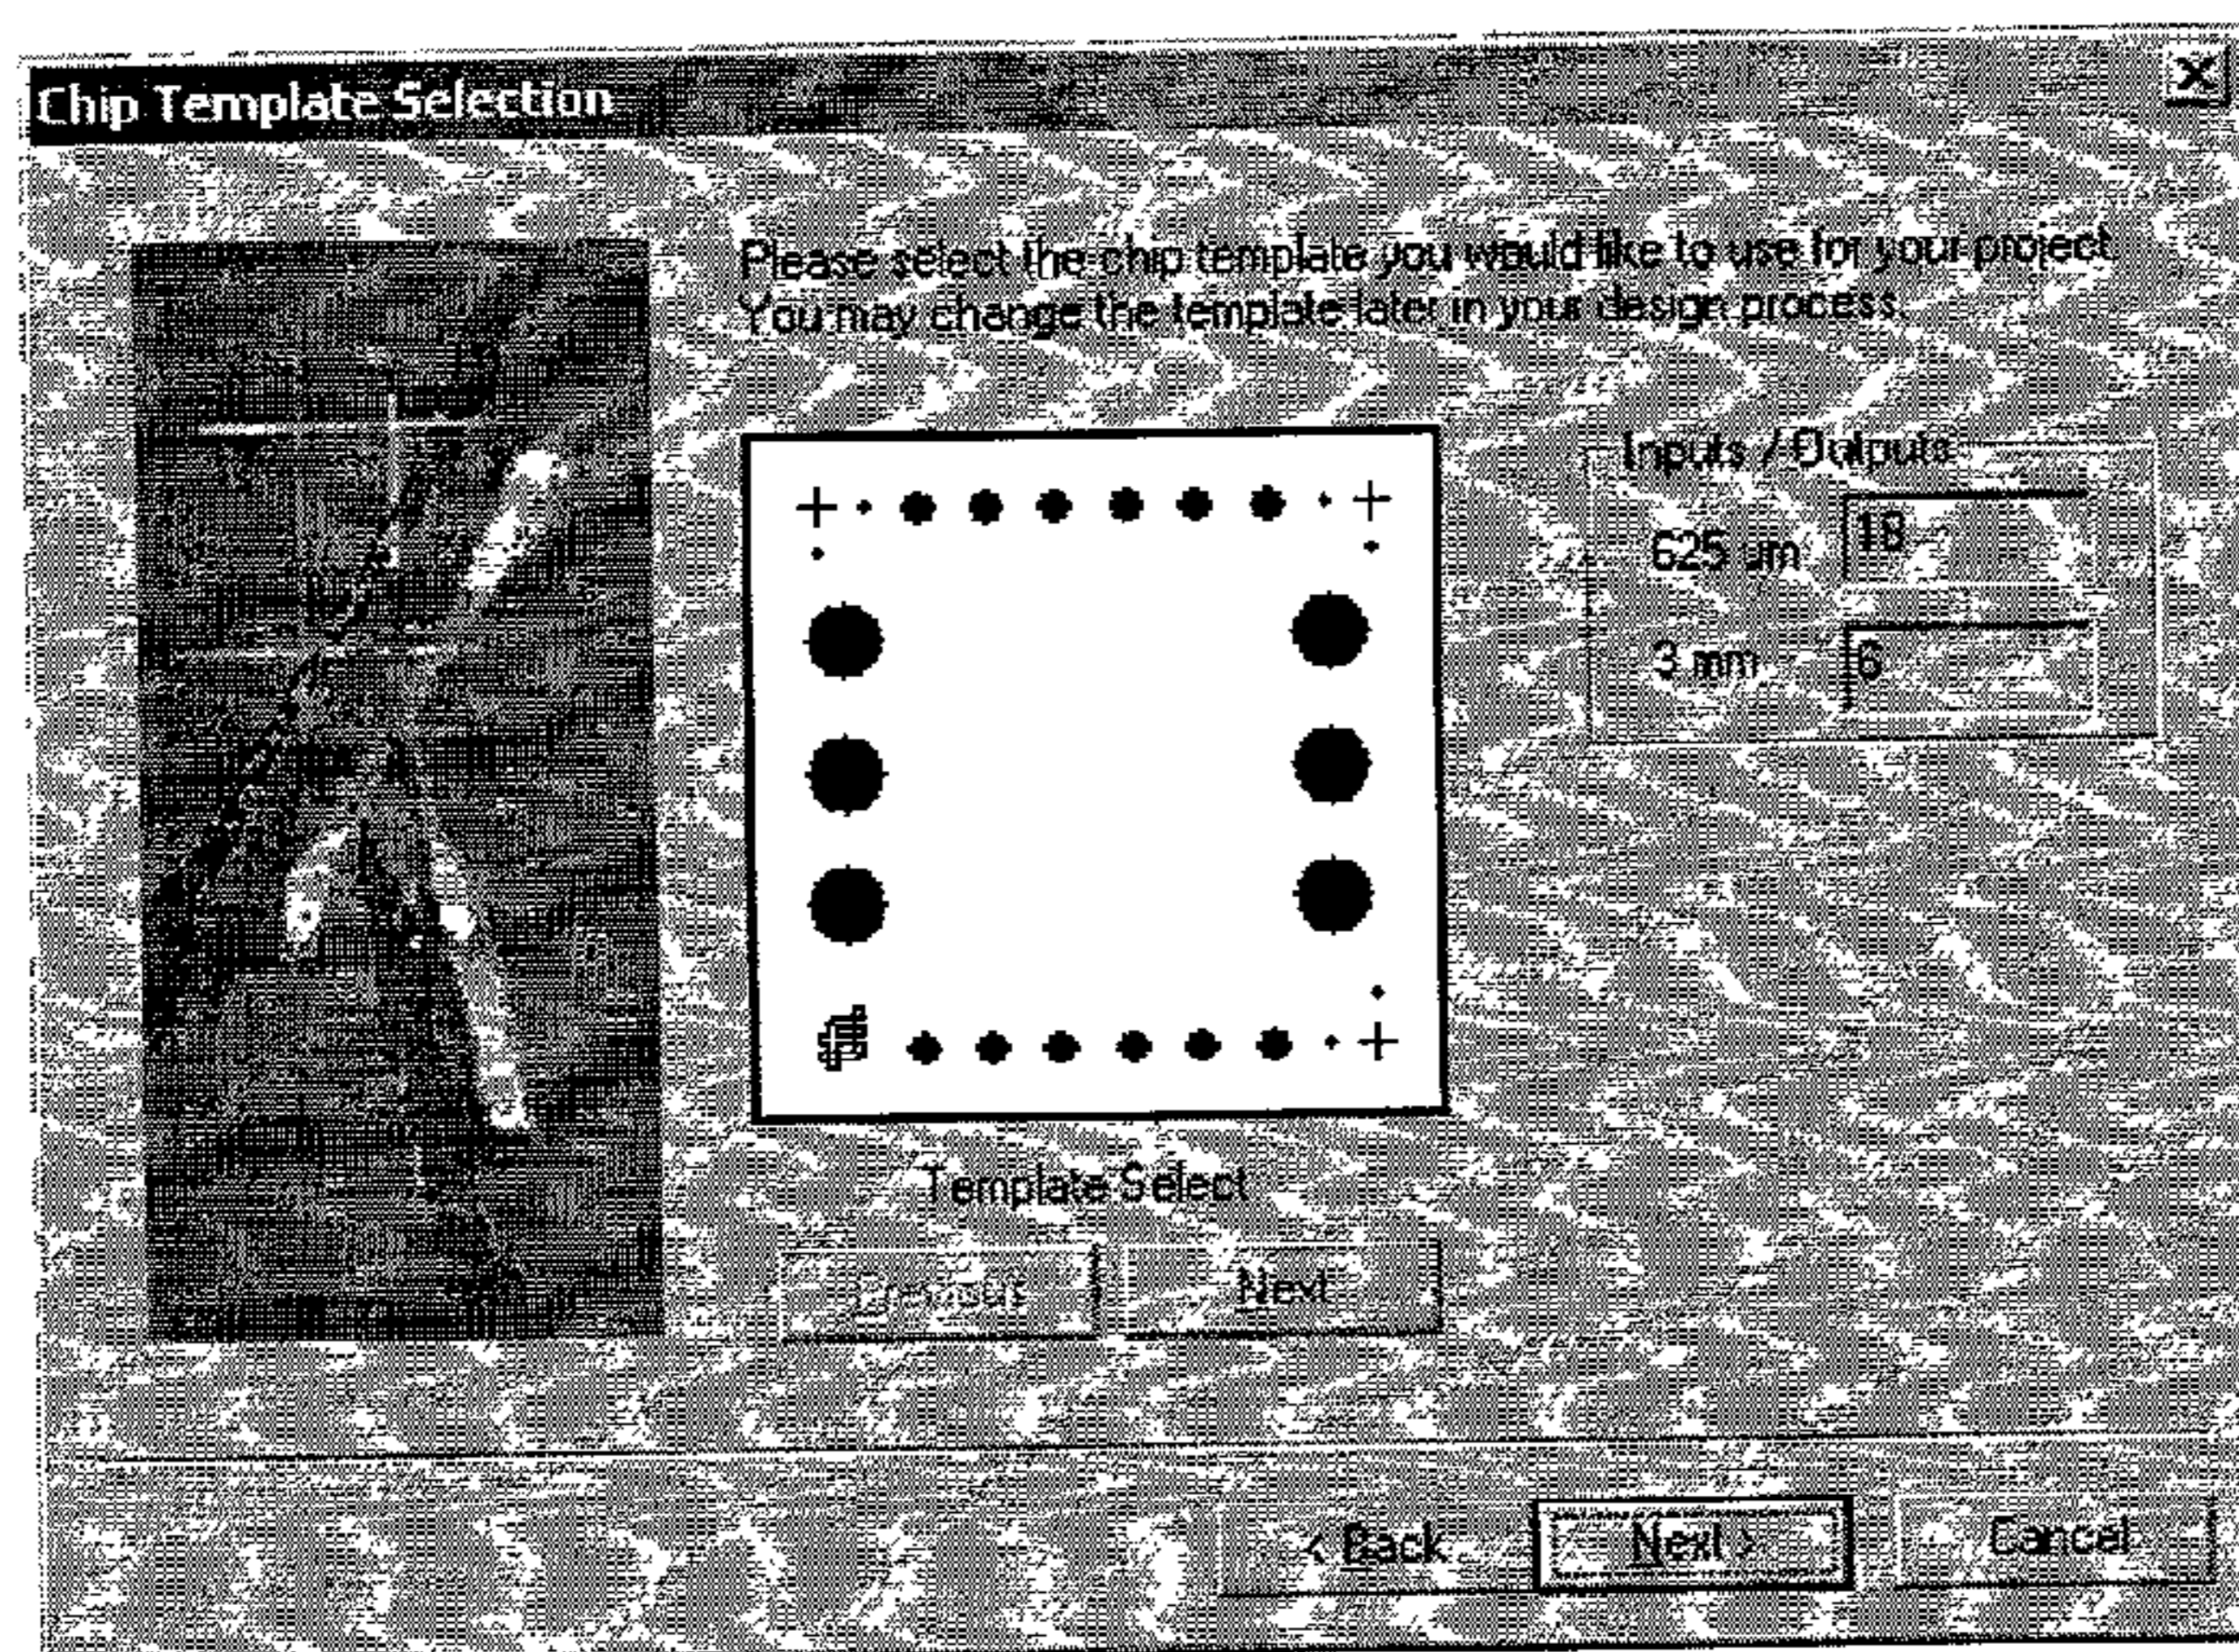 Chip Template Selection
Please select the chip template you would like to use for your project
You may change the template later in your design process.
Inputs / Outputs
625 um 18
3 mm 6
Template Select
Previous Next
< Back Next > Cancel